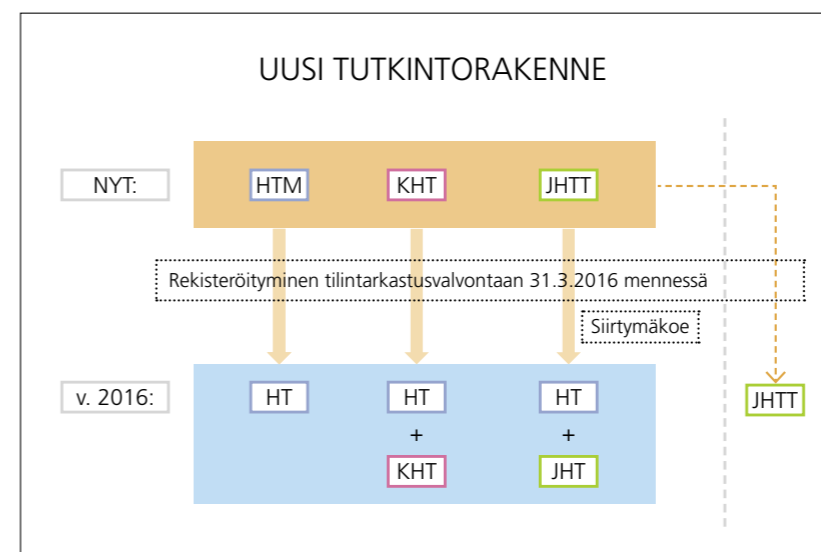 UUSI TUTKINTORAKENNE
NYT: HTM KHT JHTT
Rekisteröityminen tilintarkastusvalvontaan 31.3.2016 mennessä
Siirtymäkoe
v. 2016: HT HT HT JHTT
+ +
KHT JHT